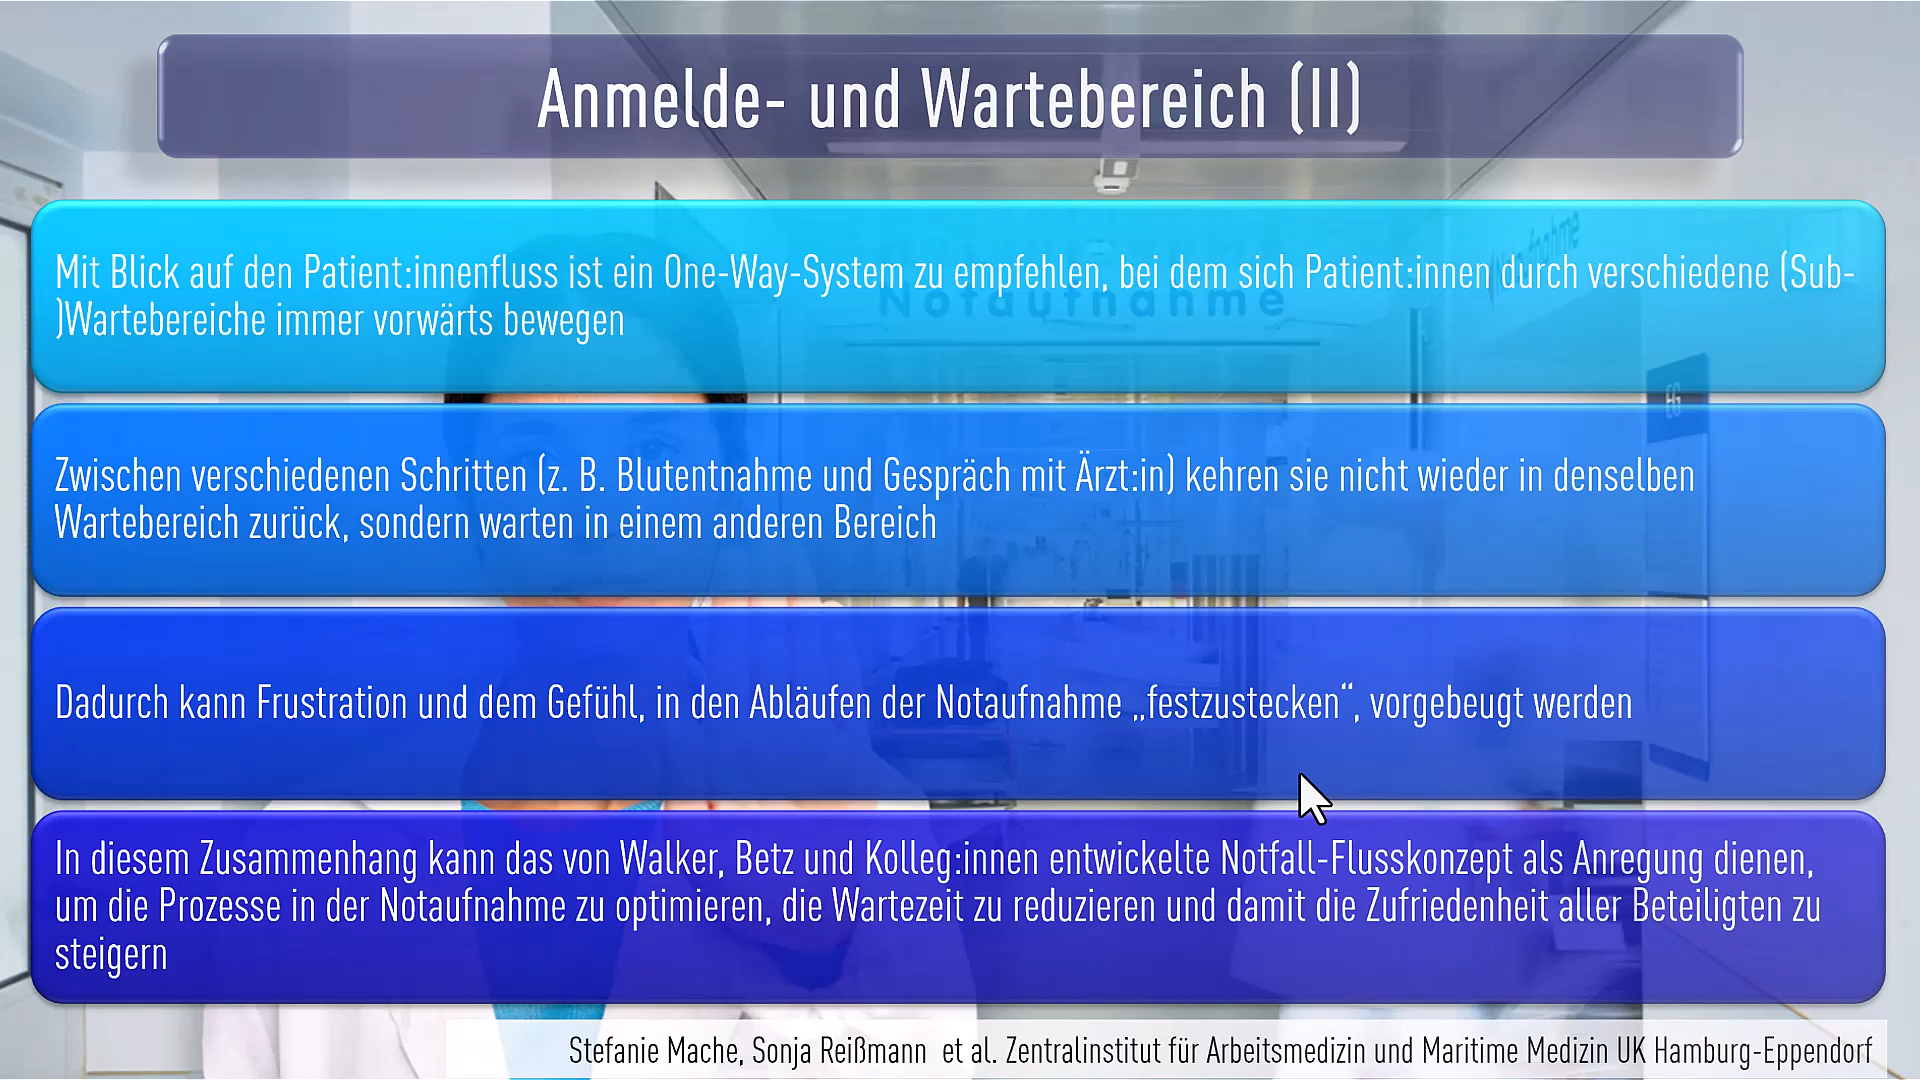 Anmelde- und Wartebereich (II)
Mit Blick auf den Patient:innenfluss ist ein One-Way-System zu empfehlen, bei dem sich Patient:innen durch verschiedene (Sub-
)Wartebereiche immer vorwärts bewegen
Notaufnahme
Zwischen verschiedenen Schritten (z. B. Blutentnahme und Gespräch mit Ärzt:in) kehren sie nicht wieder in denselben
Wartebereich zurück, sondern warten in einem anderen Bereich
Dadurch kann Frustration und dem Gefühl, in den Abläufen der Notaufnahme „festzustecken“, vorgebeugt werden
In diesem Zusammenhang kann das von Walker, Betz und Kolleg:innen entwickelte Notfall-Flusskonzept als Anregung dienen,
um die Prozesse in der Notaufnahme zu optimieren, die Wartezeit zu reduzieren und damit die Zufriedenheit aller Beteiligten zu
steigern
Stefanie Mache, Sonja Reißmann et al. Zentralinstitut für Arbeitsmedizin und Maritime Medizin UK Hamburg-Eppendorf